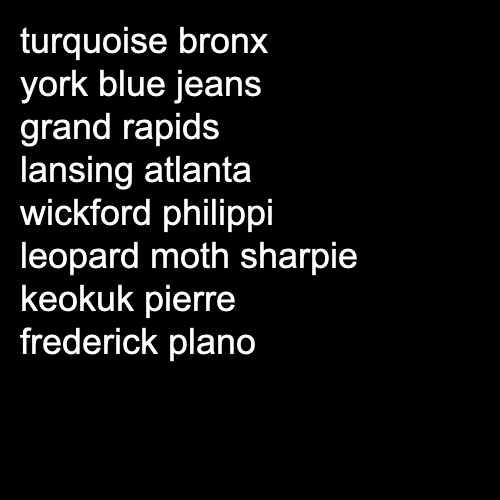 turquoise bronx
york blue jeans
grand rapids
lansing atlanta
wickford philippi
leopard moth sharpie
keokuk pierre
frederick plano